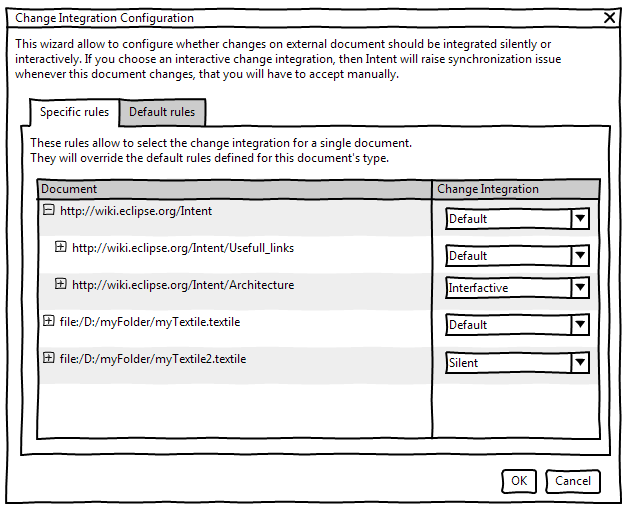 Change Integration Configuration
This wizard allow to configure whether changes on external document should be integrated silently or
interactively. If you choose an interactive change integration, then Intent will raise synchronization issue
whenever this document changes, that you will have to accept manually.
Specific rules Default rules
These rules allow to select the change integration for a single document.
They will override the default rules defined for this document's type.
Document Change Integration
http://wiki.eclipse.org/Intent Default
http://wiki.eclipse.org/Intent/Usefull_links Default
http://wiki.eclipse.org/Intent/Architecture Interfactive
file:/D:/myFolder/myTextile.textile Default
file:/D:/myFolder/myTextile2.textile Silent
OK Cancel